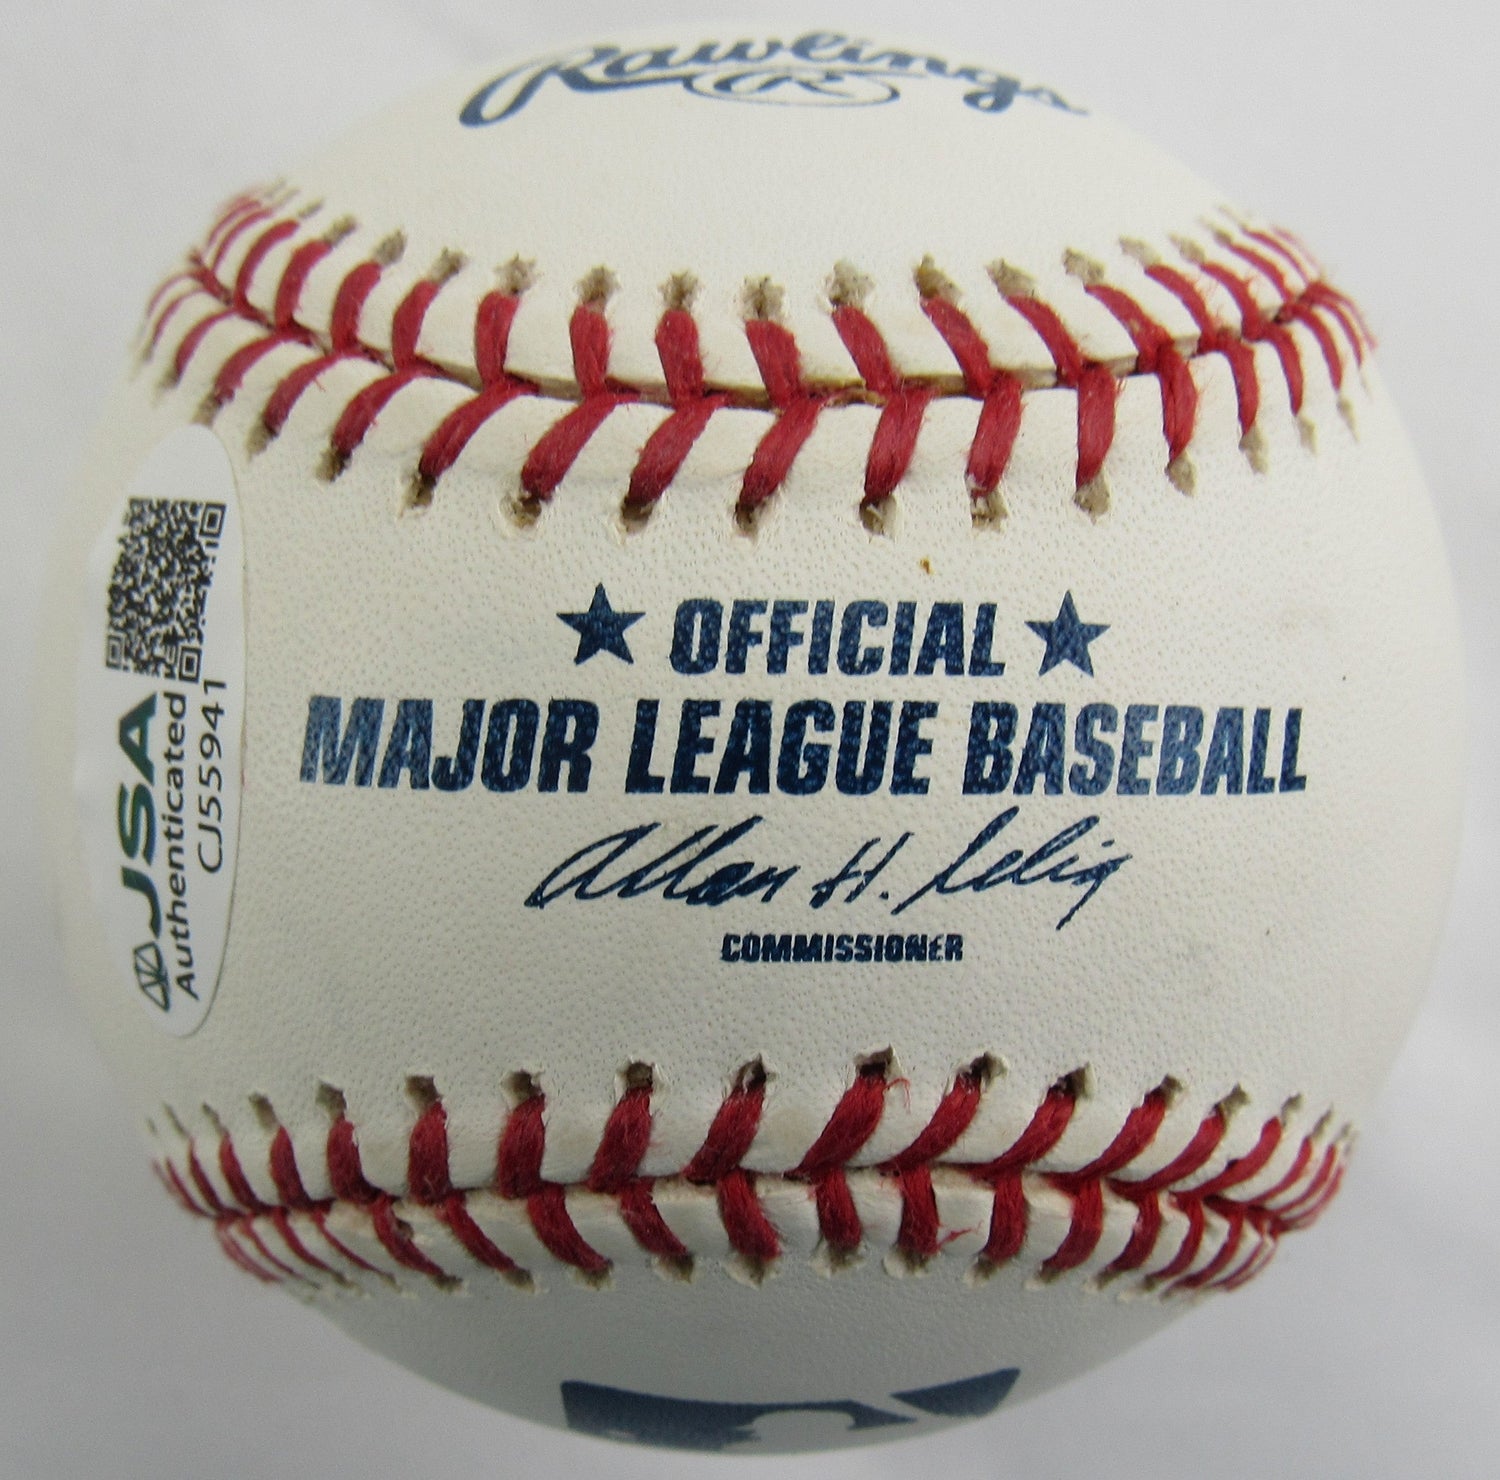 Rawlings
R
OFFICIAL
MAJOR LEAGUE BASEBALL
Allan H. Selig
COMMISSIONER
JSA
Authenticated
CJ55941